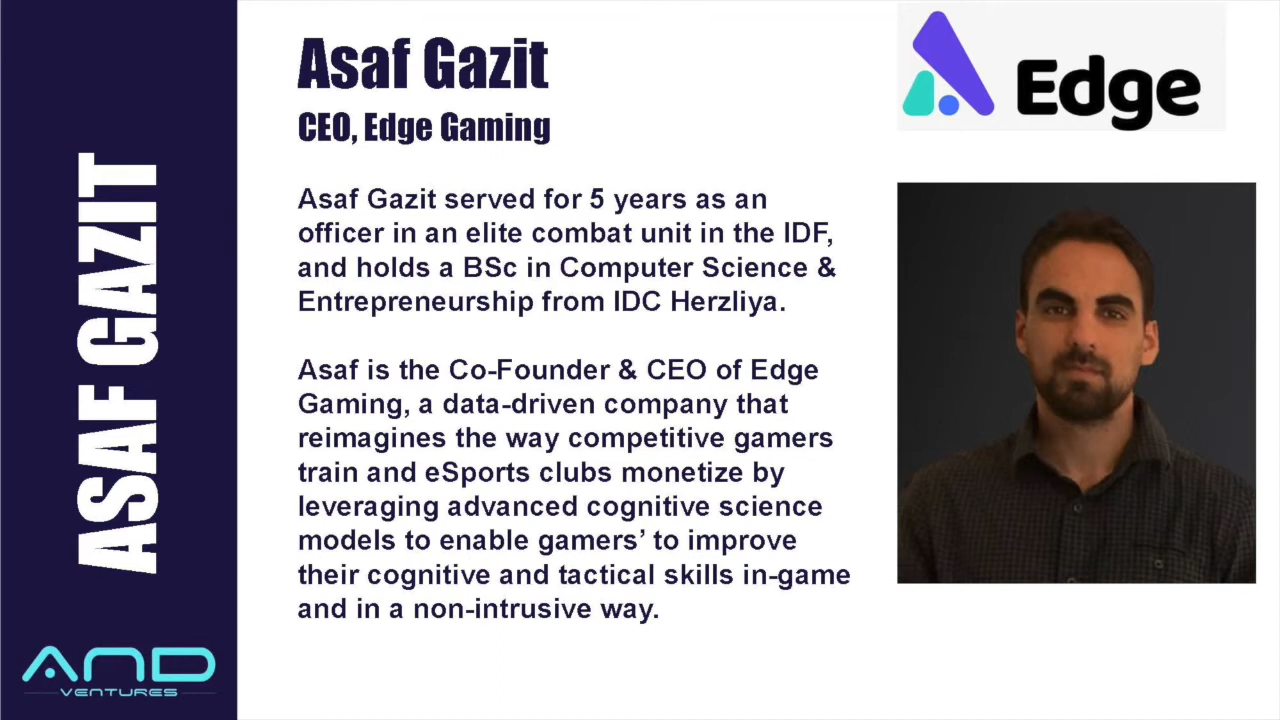 ASAF GAZIT
AND
VENTURES
Asaf Gazit
CEO, Edge Gaming
Asaf Gazit served for 5 years as an
officer in an elite combat unit in the IDF,
and holds a BSc in Computer Science &
Entrepreneurship from IDC Herzliya.
Asaf is the Co-Founder & CEO of Edge
Gaming, a data-driven company that
reimagines the way competitive gamers
train and eSports clubs monetize by
leveraging advanced cognitive science
models to enable gamers’ to improve
their cognitive and tactical skills in-game
and in a non-intrusive way.
Edge